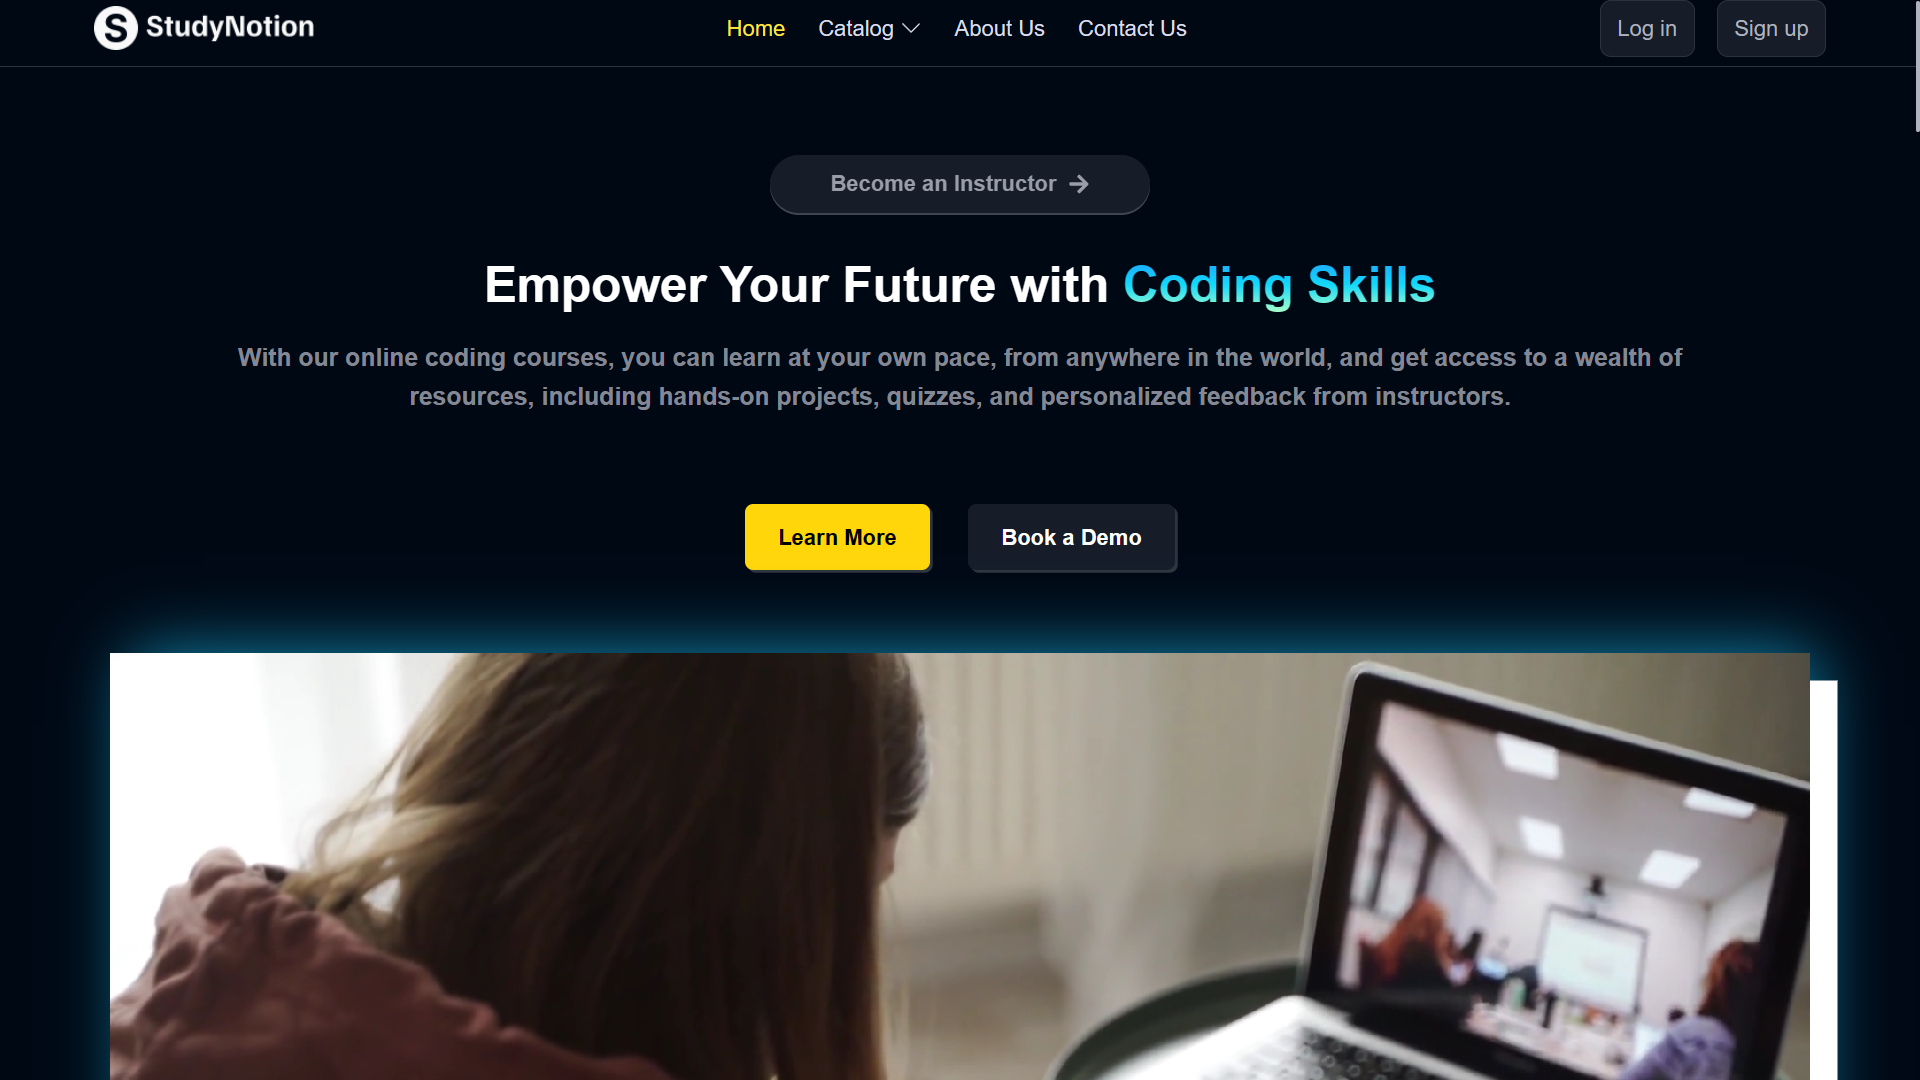 StudyNotion
Home
Catalog
About Us
Contact Us
Log in
Sign up
Become an Instructor
Empower Your Future with Coding Skills
With our online coding courses, you can learn at your own pace, from anywhere in the world, and get access to a wealth of
resources, including hands-on projects, quizzes, and personalized feedback from instructors.
Learn More
Book a Demo